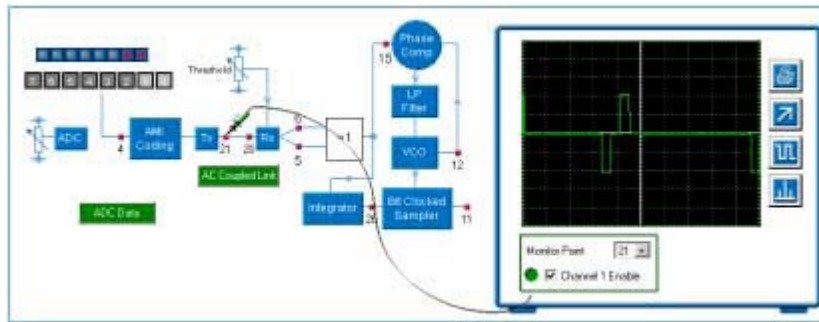 Phase
Comp
15
Threshold
LP
Filter
ADC
4
AMI
Coding
Tx
21
20
Rx
6
5
1
VCO
12
AC Coupled Link
ADC Data
Integrator
26
Bit Clocked
Sampler
11
Monitor Point
21
Channel 1 Enable